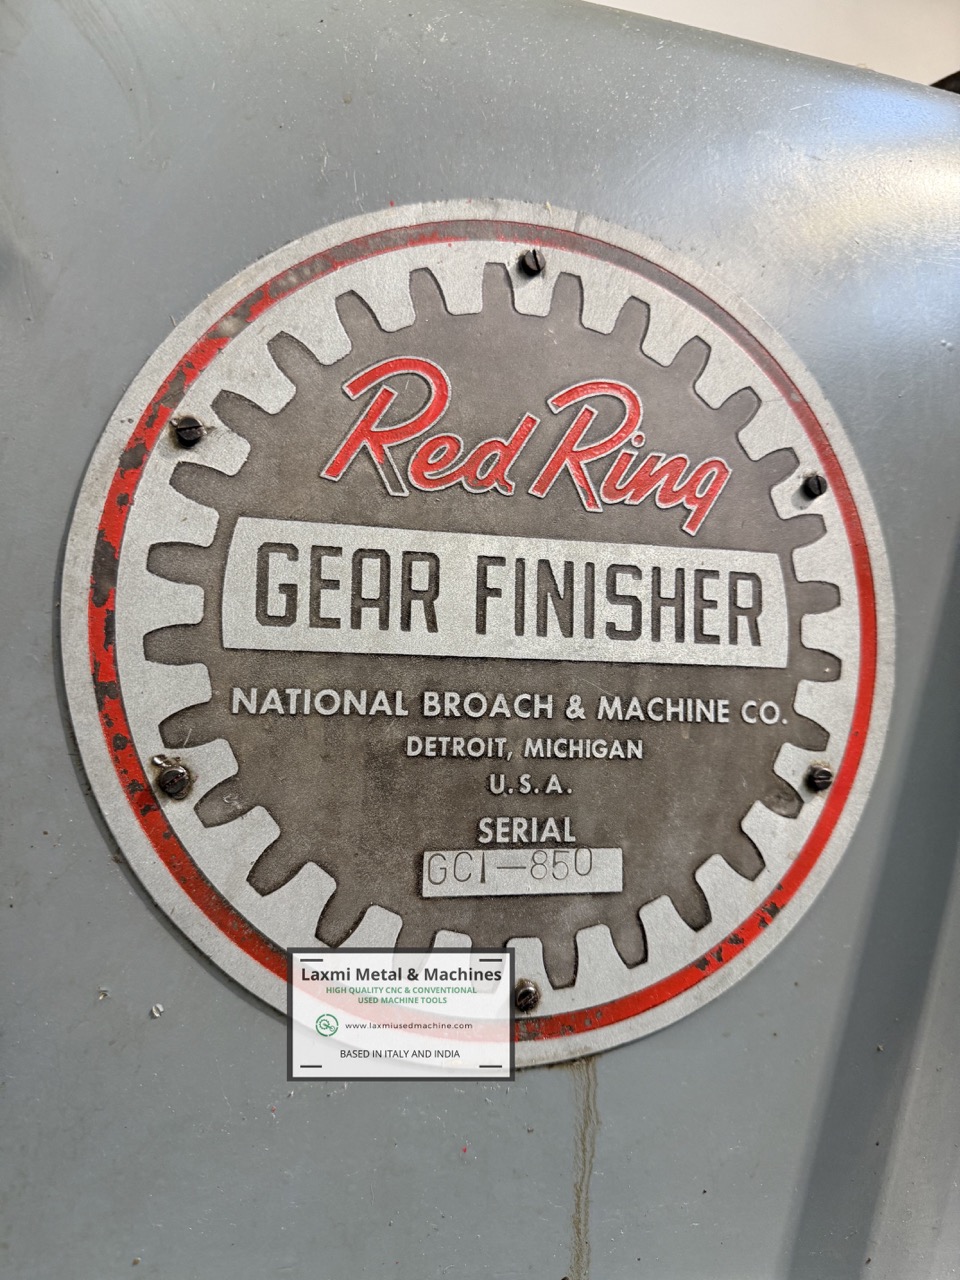 Red Ring
GEAR FINISHER
NATIONAL BROACH & MACHINE CO.
DETROIT, MICHIGAN
U.S.A.
SERIAL
GCI-850
Laxmi Metal & Machines
HIGH QUALITY CNC & CONVENTIONAL
USED MACHINE TOOLS
www.laxmiusedmachine.com
BASED IN ITALY AND INDIA